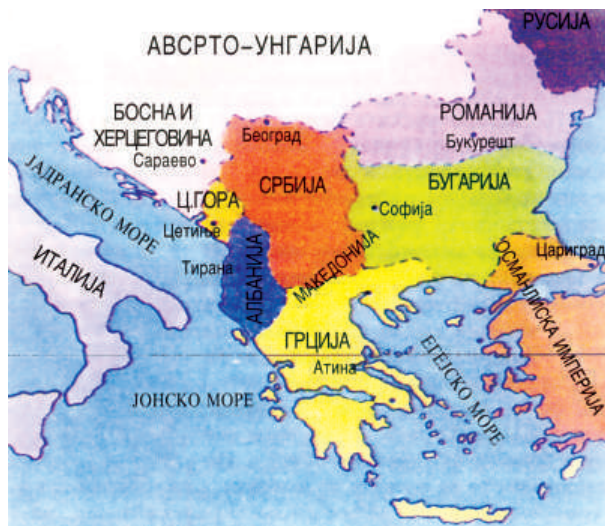 РУСИЈА
АВСРТО-УНГАРИЈА
БОСНА И
ХЕРЦЕГОВИНА
Сараево
Београд
РОМАНИЈА
Букурешт
ЈАДРАНСКО МОРЕ
Ц.ГОРА
Цетиње
СРБИЈА
БУГАРИЈА
Софија
ИТАЛИЈА
Тирана
АЛБАНИЈА
МАКЕДОНИЈА
Цариград
ОСМАНЛИСКА ИМПЕРИЈА
ГРЦИЈА
Атина
ЕГЕЈСКО МОРЕ
ЈОНСКО МОРЕ